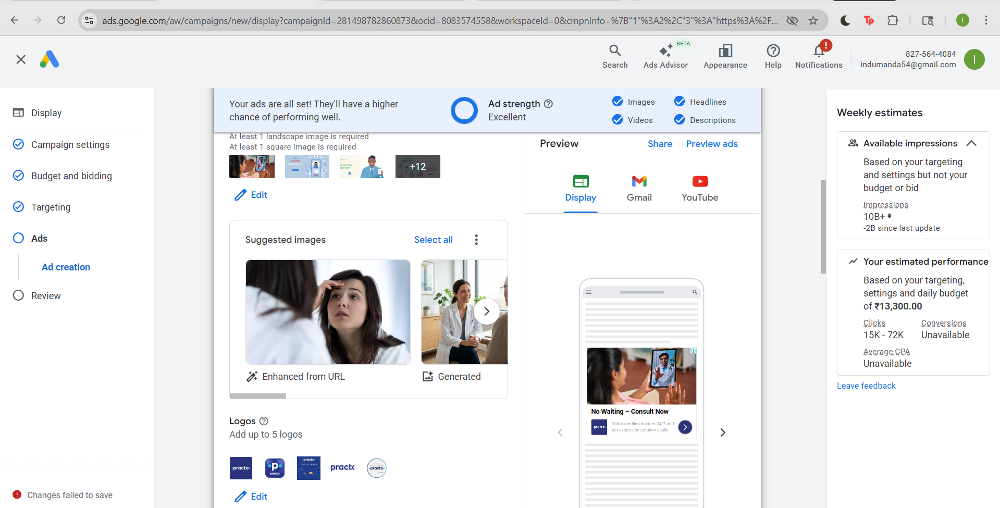 ads.google.com/aw/campaigns/new/display?campaignId=281498782860873&ocid=8083574558&workspaceId=0&cmpnInfo=%7B"1"%3A2%2C"3"%3A"https%3A%2F...
Tp
I
Search
Ads Advisor
BETA
Appearance
Help
Notifications
827-564-4084
indumanda54@gmail.com
I
Display
Campaign settings
Budget and bidding
Targeting
Ads
Ad creation
Review
Changes failed to save
Your ads are all set! They'll have a higher
chance of performing well.
Ad strength
Excellent
Images
Headlines
Videos
Descriptions
At least 1 landscape image is required
At least 1 square image is required
+12
Edit
Suggested images
Select all
Enhanced from URL
Generated
Logos
Add up to 5 logos
practo
p
practo
practo
practo
practo
Edit
Preview
Share
Preview ads
Display
Gmail
YouTube
No Waiting – Consult Now
practo
Talk to verified doctors 24/7 and
get expert consultation easily.
Weekly estimates
Available impressions
Based on your targeting
and settings but not your
budget or bid
Impressions
10B+
-2B since last update
Your estimated performance
Based on your targeting,
settings and daily budget
of ₹13,300.00
Clicks
Conversions
15K - 72K
Unavailable
Average CPA
Unavailable
Leave feedback